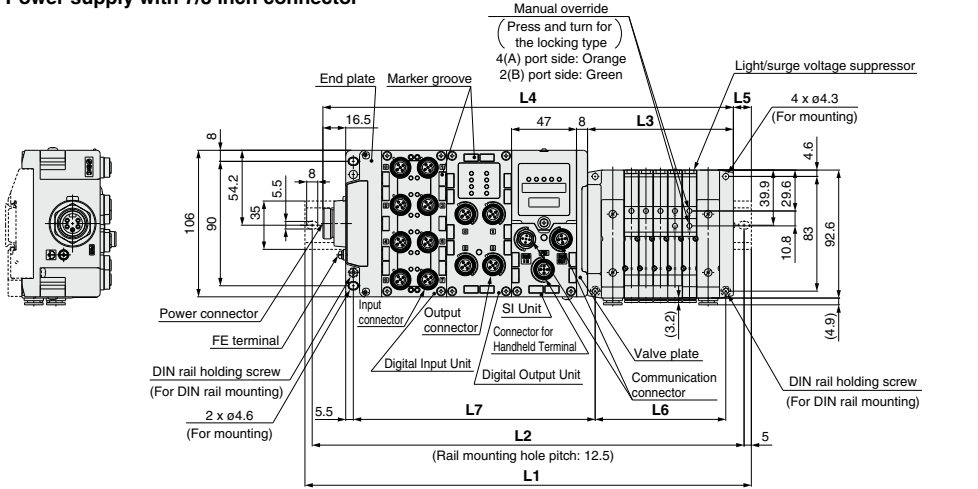 Power supply with 7/8 inch connector
Manual override
(Press and turn for
the locking type)
4(A) port side: Orange
2(B) port side: Green
Light/surge voltage suppressor
End plate
Marker groove
L4
L5
4 x ø4.3
(For mounting)
16.5
47
8
L3
8
4.6
54.2
8
5.5
35
106
90
39.9
29.6
10.8
83
92.6
(3.2)
(4.9)
Power connector
Input
connector
Output
connector
SI Unit
Connector for
Handheld Terminal
FE terminal
Digital Input Unit
Digital Output Unit
Valve plate
Communication
connector
DIN rail holding screw
(For DIN rail mounting)
DIN rail holding screw
(For DIN rail mounting)
2 x ø4.6
(For mounting)
5.5
L7
L6
L2
5
(Rail mounting hole pitch: 12.5)
L1